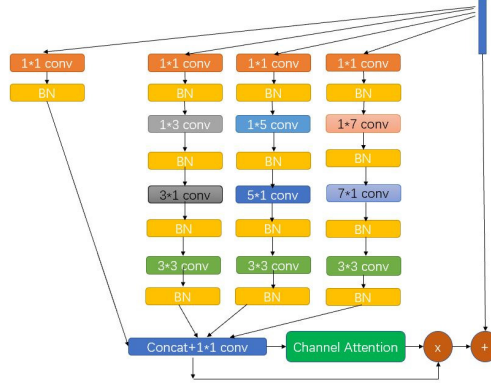 1*1 conv 1*1 conv 1*1 conv 1*1 conv
BN BN BN BN
1*3 conv 1*5 conv 1*7 conv
BN BN BN
3*1 conv 5*1 conv 7*1 conv
BN BN BN
3*3 conv 3*3 conv 3*3 conv
BN BN BN
Concat+1*1 conv Channel Attention x +